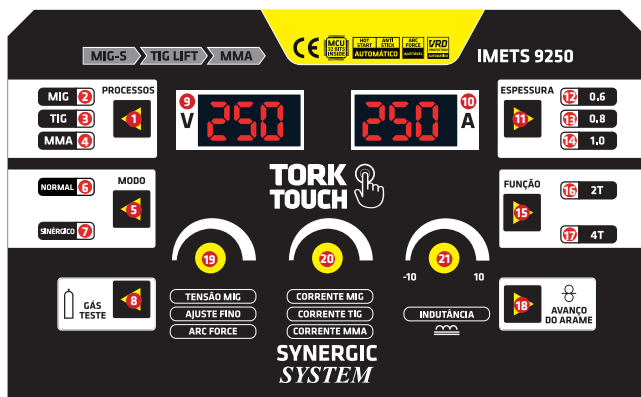 MIG-S TIG LIFT MMA
CE
MCU
32 BITS
INSIDE
HOT START
ANTI STICK
AUTOMÁTICO
ARC FORCE
AJUSTÁVEL
VRD
PROTECTION
AUTOMÁTICO
IMETS 9250
MIG 2
TIG 3
MMA 4
PROCESSOS
1
9
V
250
250
10
A
ESPESSURA
11
12 0.6
13 0.8
14 1.0
NORMAL 6
SINÉRGICO 7
MODO
5
TORK
TOUCH
FUNÇÃO
15
16 2T
17 4T
19
20
21
-10 10
GÁS
TESTE
8
TENSÃO MIG
AJUSTE FINO
ARC FORCE
CORRENTE MIG
CORRENTE TIG
CORRENTE MMA
INDUTÂNCIA
18
AVANÇO
DO ARAME
SYNERGIC
SYSTEM